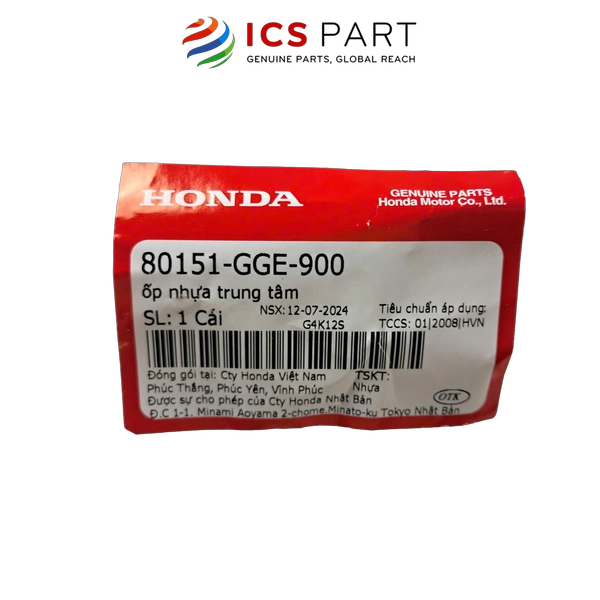 ICS PART
GENUINE PARTS, GLOBAL REACH
HONDA
GENUINE PARTS
Honda Motor Co., Ltd.
80151-GGE-900
ốp nhựa trung tâm
NSX: 12-07-2024
Tiêu chuẩn áp dụng:
SL: 1 Cái
G4K12S
TCCS: 01|2008|HVN
Đóng gói tại: Cty Honda Việt Nam
TSKT:
Phúc Thắng, Phúc Yên, Vĩnh Phúc
Nhựa
Được sự cho phép của Cty Honda Nhật Bản
Đ.C 1-1, Minami Aoyama 2-chome,Minato-ku Tokyo Nhật Bản
OTK